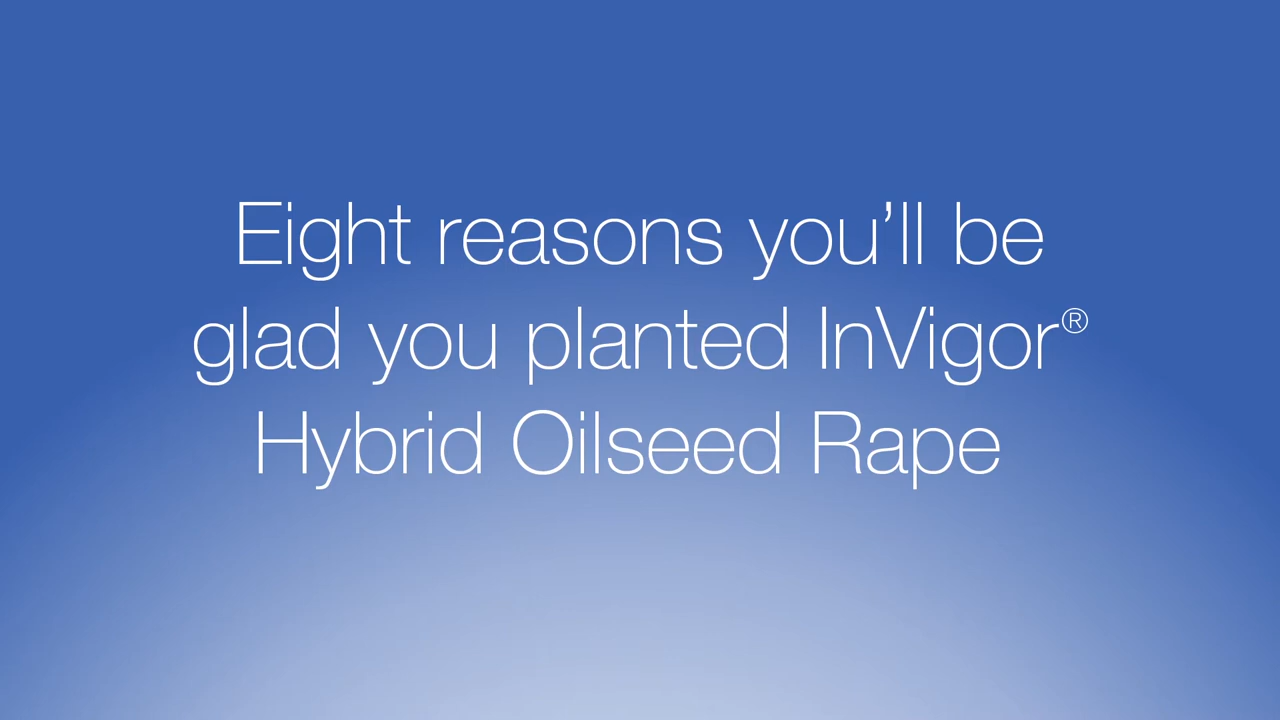 Eight reasons you’ll be
glad you planted InVigor®
Hybrid Oilseed Rape